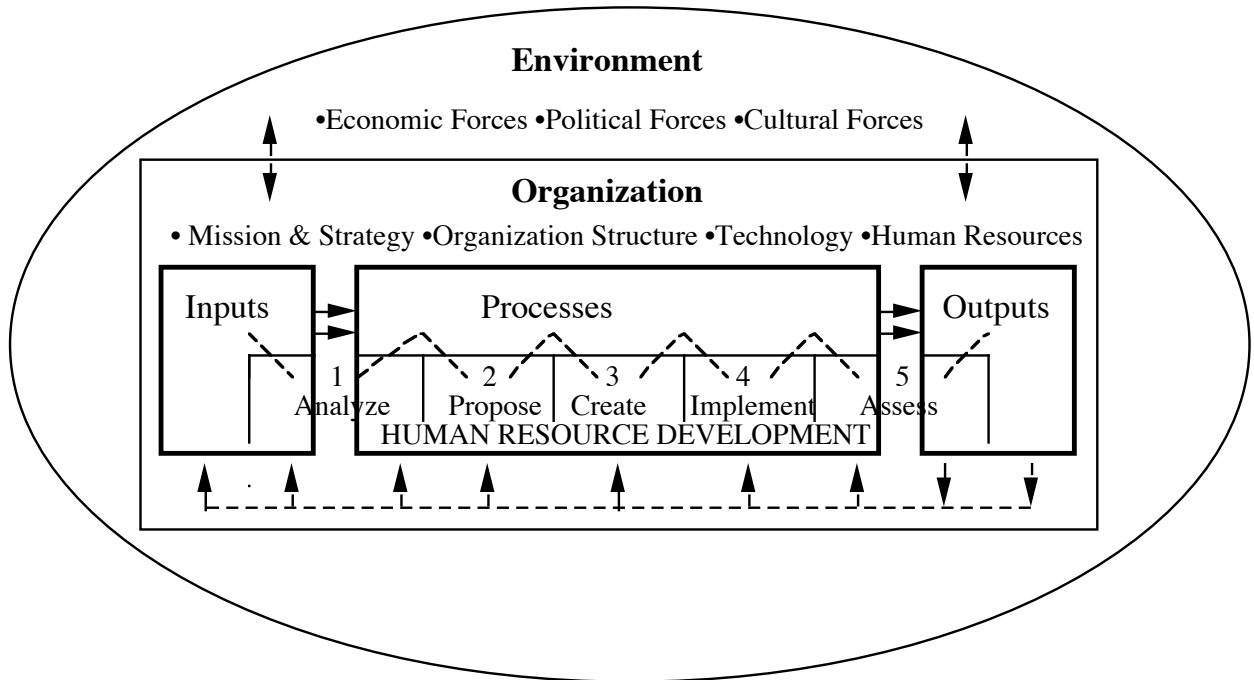 Environment
•Economic Forces •Political Forces •Cultural Forces
Organization
• Mission & Strategy •Organization Structure •Technology •Human Resources
Inputs Processes Outputs
1 2 3 4 5
Analyze Propose Create Implement Assess
HUMAN RESOURCE DEVELOPMENT